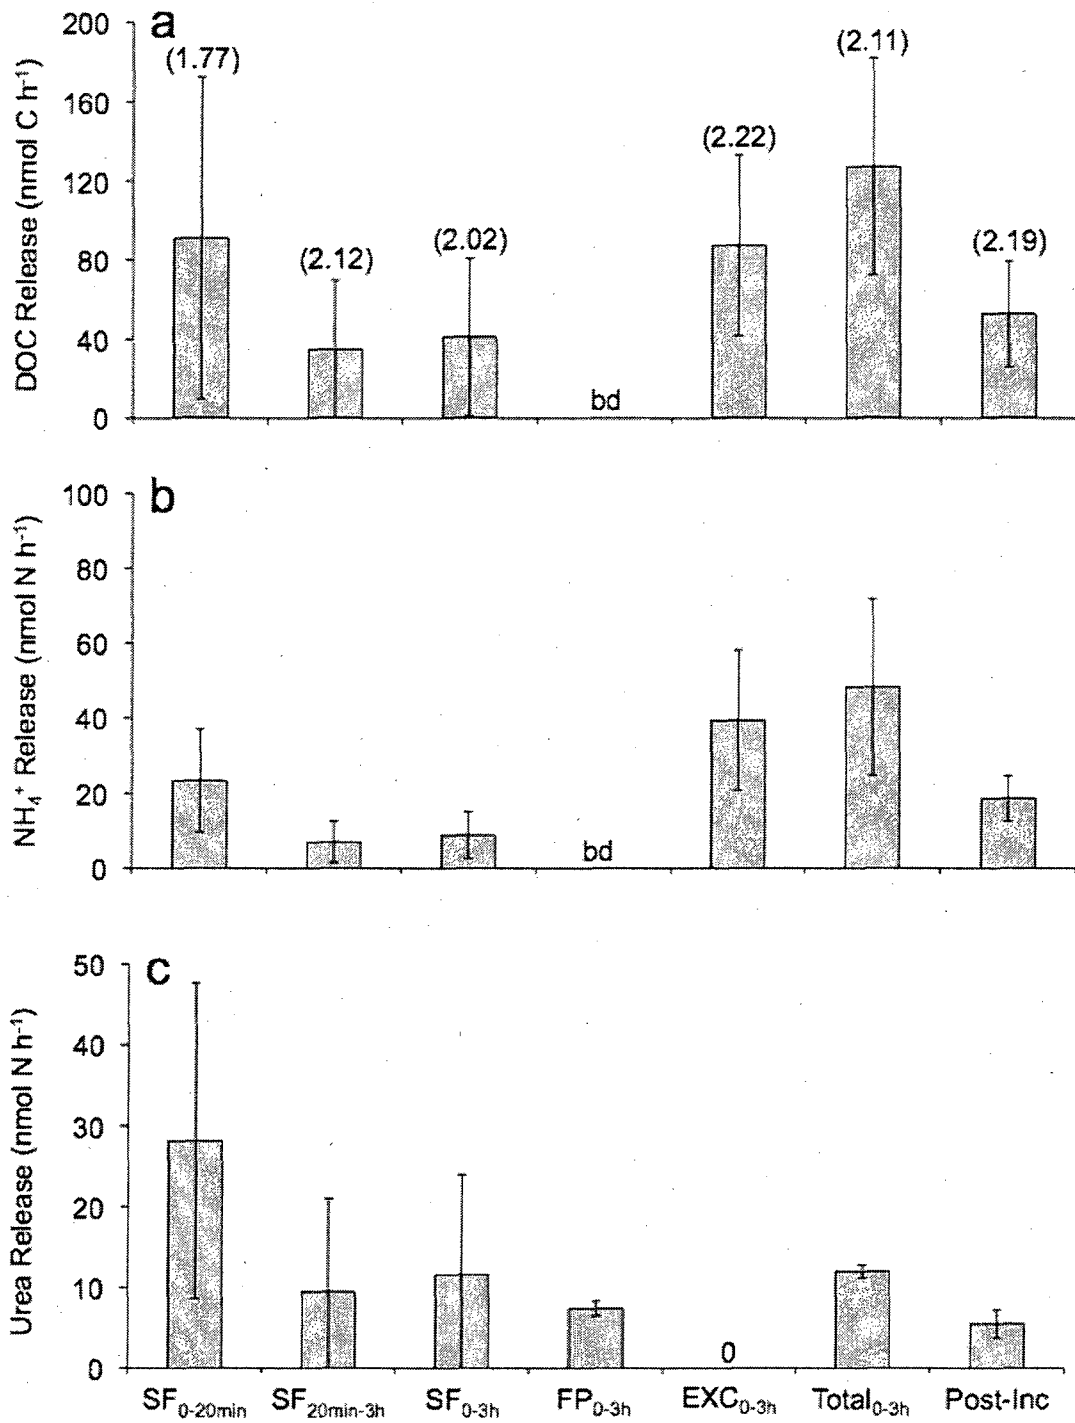 a
200
160
120
80
40
0
DOC Release (nmol C h⁻¹)
(1.77)
(2.12)
(2.02)
bd
(2.22)
(2.11)
(2.19)
b
100
80
60
40
20
0
NH₄⁺ Release (nmol N h⁻¹)
bd
c
50
40
30
20
10
0
Urea Release (nmol N h⁻¹)
0
SF₀₋₂₀ₘᵢₙ SF₂₀ₘᵢₙ₋₃ₕ SF₀₋₃ₕ FP₀₋₃ₕ EXC₀₋₃ₕ Total₀₋₃ₕ Post-Inc